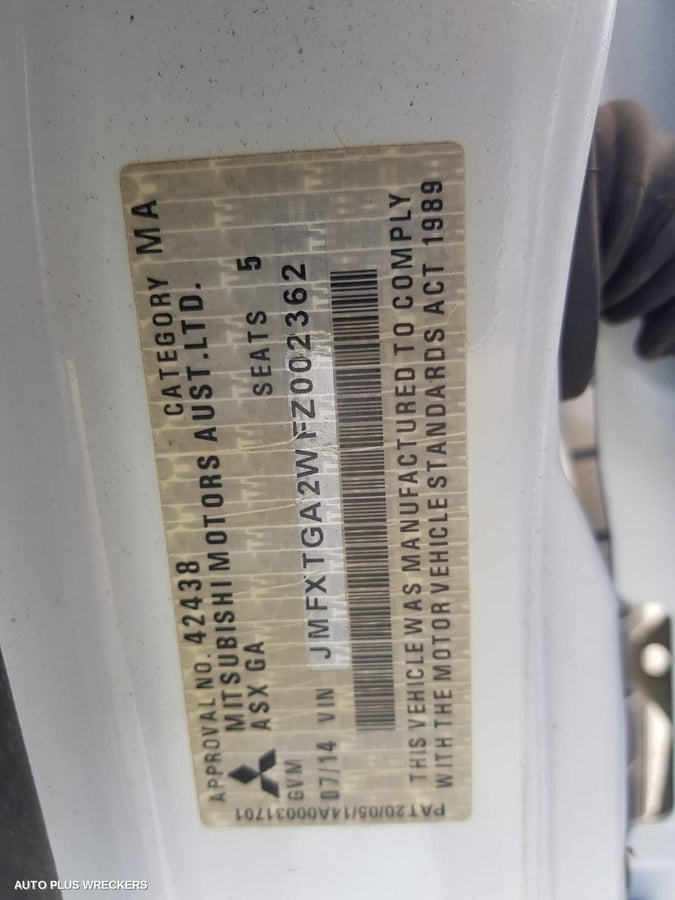 APPROVAL NO. 42438 CATEGORY MA
MITSUBISHI MOTORS AUST.LTD.
ASX GA SEATS 5
GVM
07/14 VIN JMFXTGA2WFZ002362
THIS VEHICLE WAS MANUFACTURED TO COMPLY
WITH THE MOTOR VEHICLE STANDARDS ACT 1989
PAT20/05/14A00031701
AUTO PLUS WRECKERS